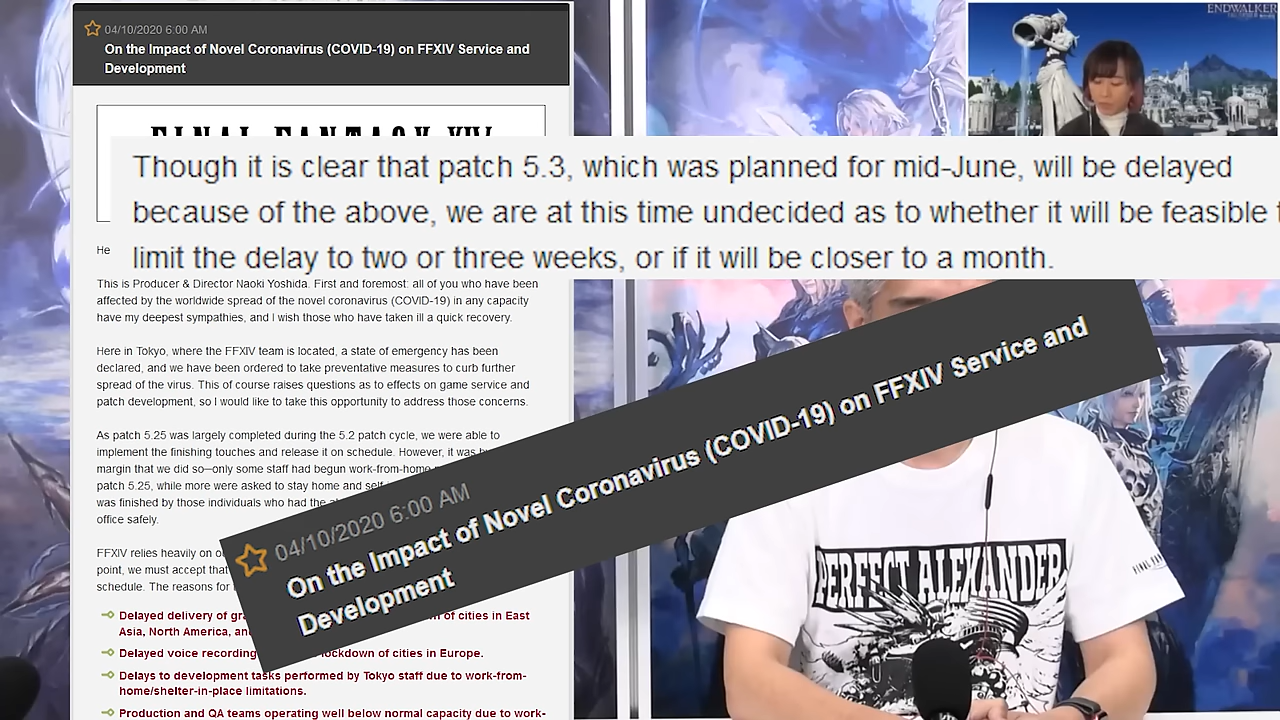 04/10/2020 6:00 AM
On the Impact of Novel Coronavirus (COVID-19) on FFXIV Service and
Development
FINAL FANTASY XIV
Though it is clear that patch 5.3, which was planned for mid-June, will be delayed
because of the above, we are at this time undecided as to whether it will be feasible
limit the delay to two or three weeks, or if it will be closer to a month.
He
This is Producer & Director Naoki Yoshida. First and foremost: all of you who have been
affected by the worldwide spread of the novel coronavirus (COVID-19) in any capacity
have my deepest sympathies, and I wish those who have taken ill a quick recovery.
Here in Tokyo, where the FFXIV team is located, a state of emergency has been
declared, and we have been ordered to take preventative measures to curb further
spread of the virus. This of course raises questions as to effects on game service and
patch development, so I would like to take this opportunity to address those concerns.
As patch 5.25 was largely completed during the 5.2 patch cycle, we were able to
implement the finishing touches and release it on schedule. However, it was
margin that we did so—only some staff had begun work-from-home
patch 5.25, while more were asked to stay home and
was finished by those individuals who had the
office safely.
FFXIV relies heavily on
point, we must accept that
schedule. The reasons for
Delayed delivery of of cities in East
Asia, North America,
Delayed voice recording lockdown of cities in Europe.
Delays to development tasks performed by Tokyo staff due to work-from-
home/shelter-in-place limitations.
Production and QA teams operating well below normal capacity due to work-
04/10/2020 6:00 AM
On the Impact of Novel Coronavirus (COVID-19) on FFXIV Service and
Development
ENDWALKER
PERFECT ALEXANDER